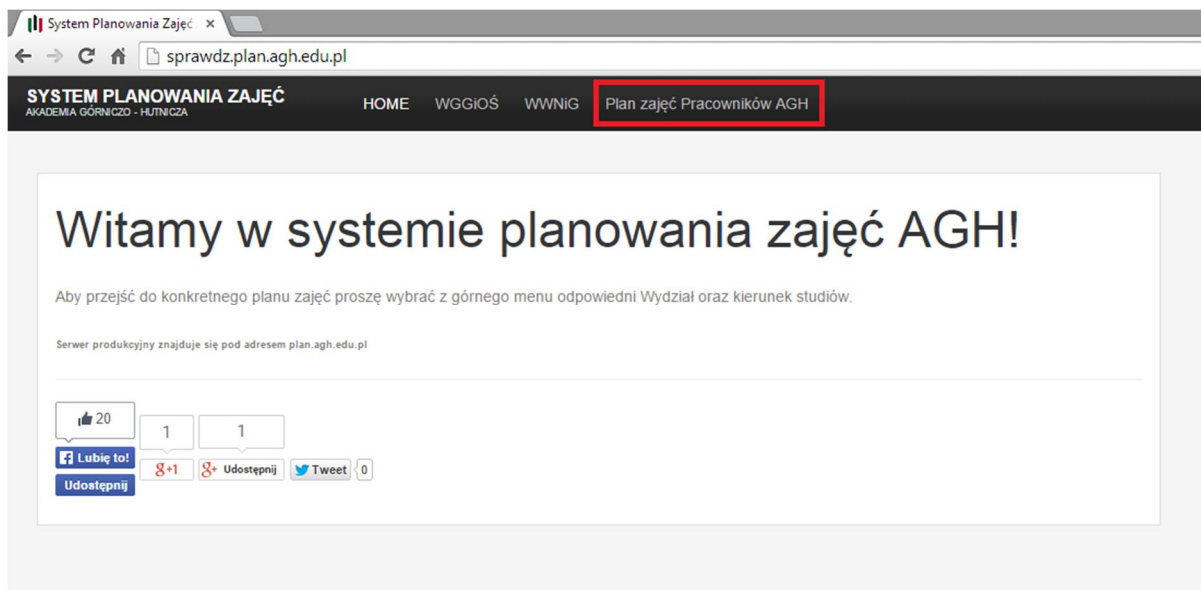 System Planowania Zajęć
sprawdz.plan.agh.edu.pl
SYSTEM PLANOWANIA ZAJĘĆ
AKADEMIA GÓRNICZO - HUTNICZA
HOME WGGiOŚ WWNiG Plan zajęć Pracowników AGH
Witamy w systemie planowania zajęć AGH!
Aby przejść do konkretnego planu zajęć proszę wybrać z górnego menu odpowiedni Wydział oraz kierunek studiów.
Serwer produkcyjny znajduje się pod adresem plan.agh.edu.pl
20
1 1
Lubię to!
g+1 g+ Udostępnij Tweet 0
Udostępnij